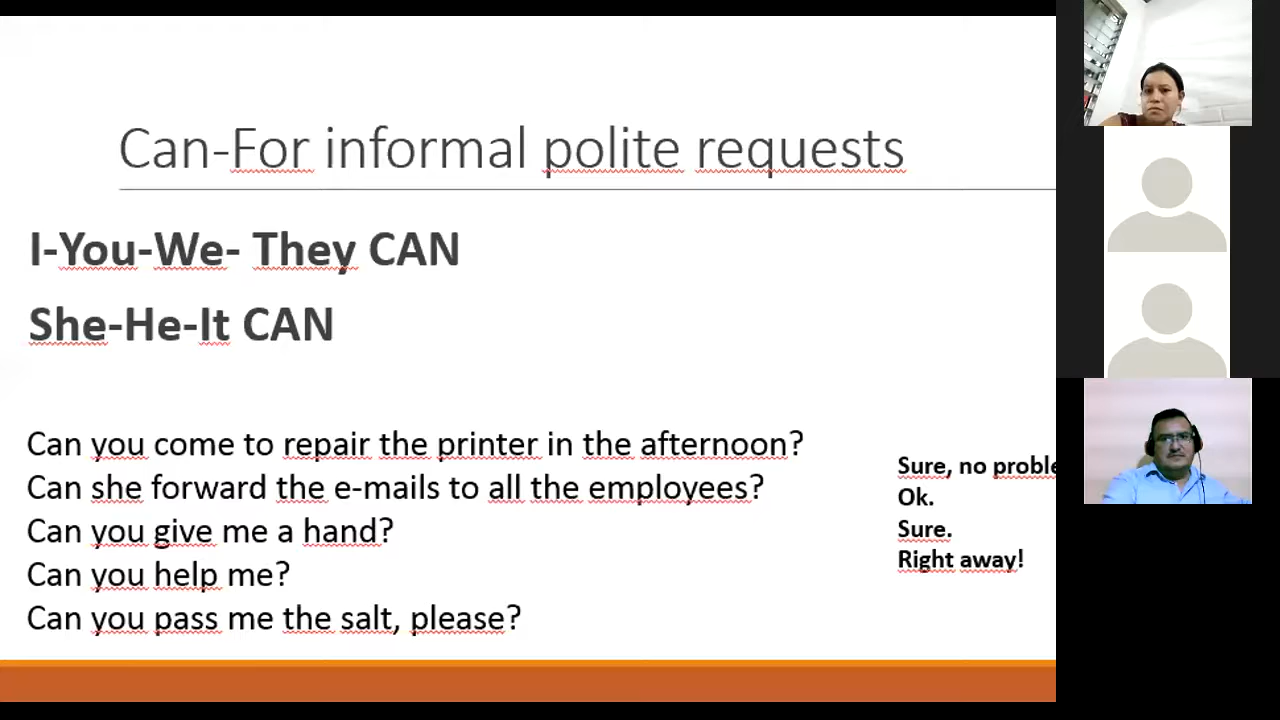 Can-For informal polite requests
I-You-We- They CAN
She-He-It CAN
Can you come to repair the printer in the afternoon?
Can she forward the e-mails to all the employees?
Can you give me a hand?
Can you help me?
Can you pass me the salt, please?
Sure, no proble
Ok.
Sure.
Right away!